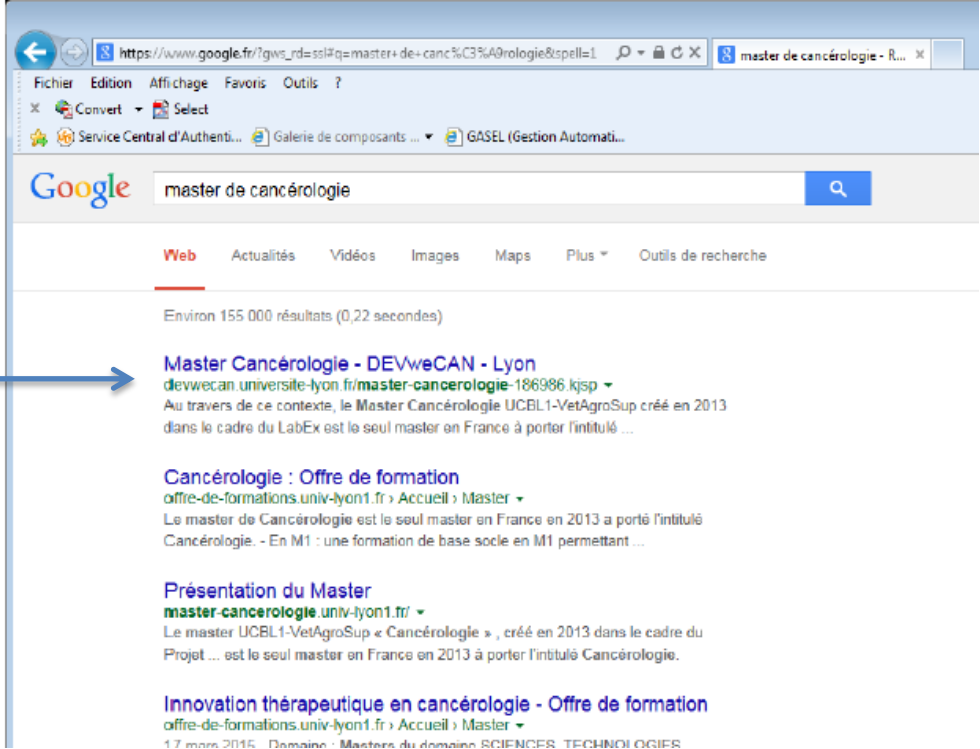 https://www.google.fr/?gws_rd=ssl#q=master+de+canc%C3%A9rologie&spell=1
master de cancérologie - R...
Fichier Edition Affichage Favoris Outils ?
Convert Select
Service Central d'Authenti... Galerie de composants ... GASEL (Gestion Automati...
Google master de cancérologie
Web Actualités Vidéos Images Maps Plus Outils de recherche
Environ 155 000 résultats (0,22 secondes)
Master Cancérologie - DEVweCAN - Lyon
devwecan.universite-lyon.fr/master-cancerologie-186986.kjsp
Au travers de ce contexte, le Master Cancérologie UCBL1-VetAgroSup créé en 2013
dans le cadre du LabEx est le seul master en France à porter l'intitulé ...
Cancérologie : Offre de formation
offre-de-formations.univ-lyon1.fr › Accueil › Master
Le master de Cancérologie est le seul master en France en 2013 a porté l'intitulé
Cancérologie. - En M1 : une formation de base socle en M1 permettant ...
Présentation du Master
master-cancerologie.univ-lyon1.fr/
Le master UCBL1-VetAgroSup « Cancérologie » , créé en 2013 dans le cadre du
Projet ... est le seul master en France en 2013 à porter l'intitulé Cancérologie.
Innovation thérapeutique en cancérologie - Offre de formation
offre-de-formations.univ-lyon1.fr › Accueil › Master
17 mars 2015 - Domaine : Masters du domaine SCIENCES, TECHNOLOGIES,